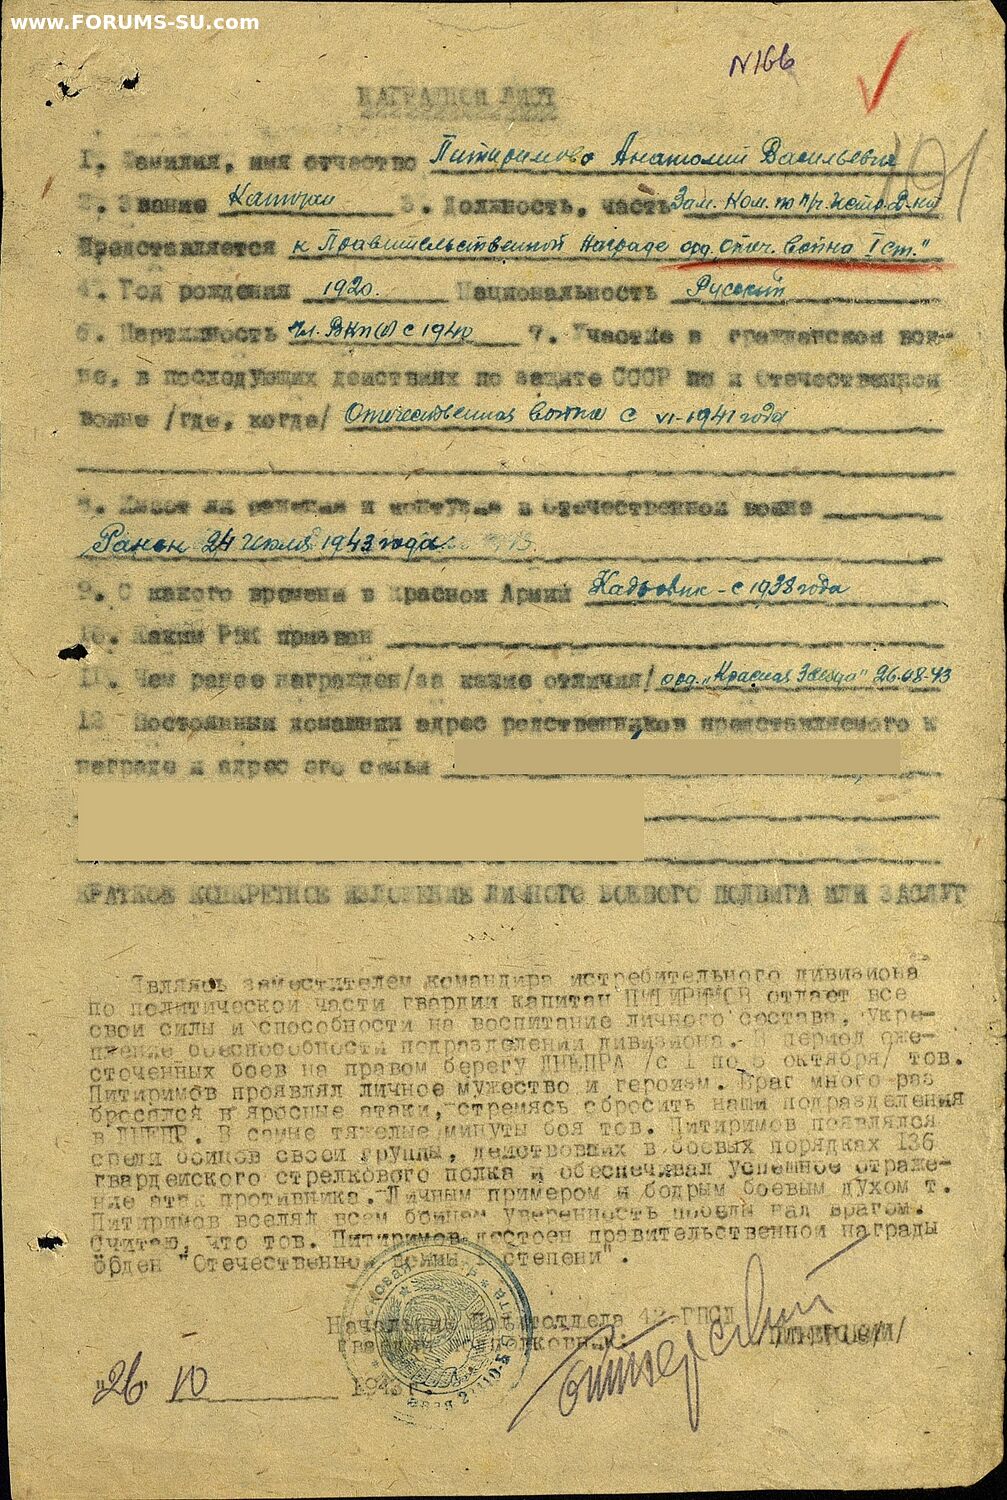 www.FORUMS-SU.com
N166
НАГРАДНОЙ ЛИСТ
1. Фамилия, имя отчество Питиримово Анатолий Васильевич
191
2. Звание Капитан 3. Должность, часть Зам. Ком. по п/ч Истр. Д-на
Представляется к Правительственной Награде орд. „Отеч. война I ст."
4. Год рождения 1920. Национальность Русский
6. Партийность Чл. ВКП(б) с 1940 7. Участие в гражданской вой-
не, в последующих действиях по защите СССР и Отечественной
войне /где, когда/ Отечественная война с VI-1941 года
8. Имеет ли ранения и контузии в Отечественной войне
Ранен 24 июля 1943 года
9. С какого времени в Красной Армии Кадровик - с 1938 года
10. Каким РВК призван
11. Чем ранее награжден/за какие отличия/ орд. „Красная Звезда" 26-08-43
12 Постоянный домашний адрес родственников представляемого к
награде и адрес его семьи
КРАТКОЕ КОНКРЕТНОЕ ИЗЛОЖЕНИЕ ЛИЧНОГО БОЕВОГО ПОДВИГА ИЛИ ЗАСЛУГ
Являясь заместителем командира истребительного дивизиона
по политической части гвардии капитан ПИТИРИМОВ отдает все
свои силы и способности на воспитание личного состава, укре-
пление боеспособности подразделений дивизиона. В период оже-
сточенных боев на правом берегу ДНЕПРА /с 1 по 5 октября/ тов.
Питиримов проявлял личное мужество и героизм. Враг много раз
бросался в яростные атаки, стремясь сбросить наши подразделения
в ДНЕПР. В самые тяжелые минуты боя тов. Питиримов появлялся
среди бойцов своей группы, действовших в боевых порядках 136
гвардейского стрелкового полка и обеспечивал успешное отраже-
ние атак противника. Личным примером и бодрым боевым духом т.
Питиримов вселял всем бойцам уверенность победы над врагом.
Считаю, что тов. Питиримов достоен правительственной награды
Орден "Отечественной войны степени".
Начальник Политотдела 42 ГПСД
гвардии подполковник:
"26" 10 1943 г.